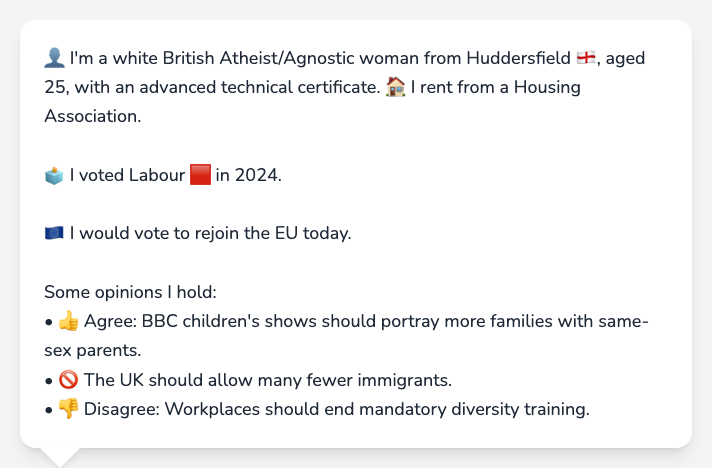 👤 I'm a white British Atheist/Agnostic woman from Huddersfield 🏴󠁧󠁢󠁥󠁮󠁧󠁿, aged
25, with an advanced technical certificate. 🏠 I rent from a Housing
Association.
🗳️ I voted Labour 🟥 in 2024.
🇪🇺 I would vote to rejoin the EU today.
Some opinions I hold:
• 👍 Agree: BBC children's shows should portray more families with same-
sex parents.
• 🚫 The UK should allow many fewer immigrants.
• 👎 Disagree: Workplaces should end mandatory diversity training.